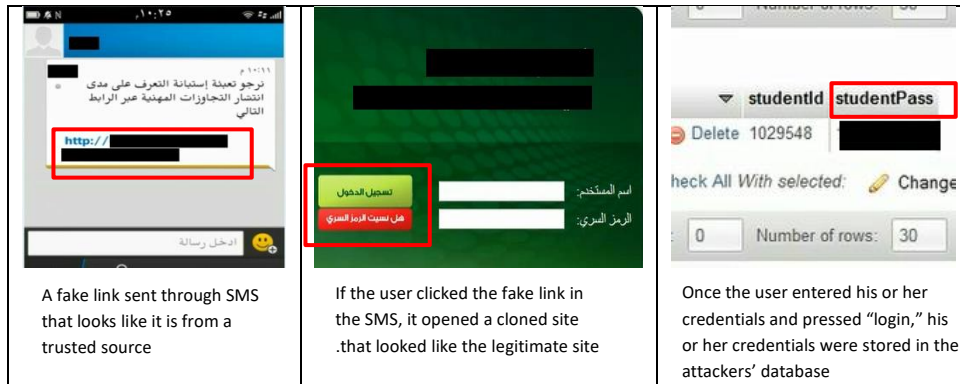 ١٠:٢٥
١٠:١١ م
نرجو تعبئة إستبانة التعرف على مدى
انتشار التجاوزات المهنية عبر الرابط
التالي
http://
ادخل رسالة
A fake link sent through SMS
that looks like it is from a
trusted source
اسم المستخدم:
الرمز السري:
تسجيل الدخول
هل نسيت الرمز السري
If the user clicked the fake link in
the SMS, it opened a cloned site
.that looked like the legitimate site
0 Number of rows: 30
studentId studentPass
Delete 1029548
heck All With selected: Change
0 Number of rows: 30
Once the user entered his or her
credentials and pressed “login,” his
or her credentials were stored in the
attackers’ database